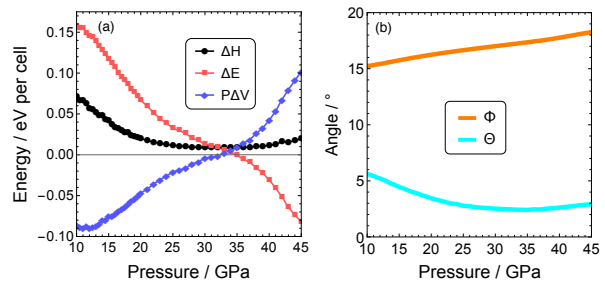 (a)
ΔH
ΔE
PΔV
Energy / eV per cell
0.15
0.10
0.05
0.00
-0.05
-0.10
10 15 20 25 30 35 40 45
Pressure / GPa
(b)
Φ
Θ
Angle / °
20
15
10
5
0
10 15 20 25 30 35 40 45
Pressure / GPa